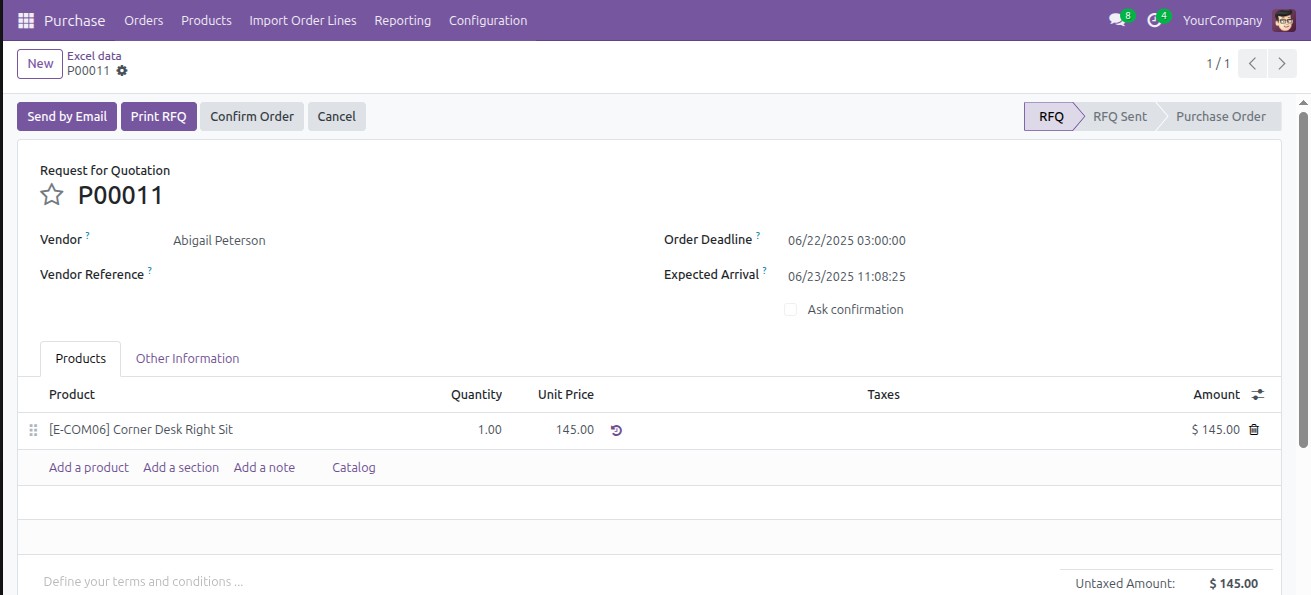 Purchase Orders Products Import Order Lines Reporting Configuration 8 4 YourCompany
New Excel data
P00011 1 / 1
Send by Email Print RFQ Confirm Order Cancel RFQ RFQ Sent Purchase Order
Request for Quotation
P00011
Vendor ? Abigail Peterson Order Deadline ? 06/22/2025 03:00:00
Vendor Reference ? Expected Arrival ? 06/23/2025 11:08:25
Ask confirmation
Products Other Information
Product Quantity Unit Price Taxes Amount
[E-COM06] Corner Desk Right Sit 1.00 145.00 $ 145.00
Add a product Add a section Add a note Catalog
Define your terms and conditions ... Untaxed Amount: $ 145.00